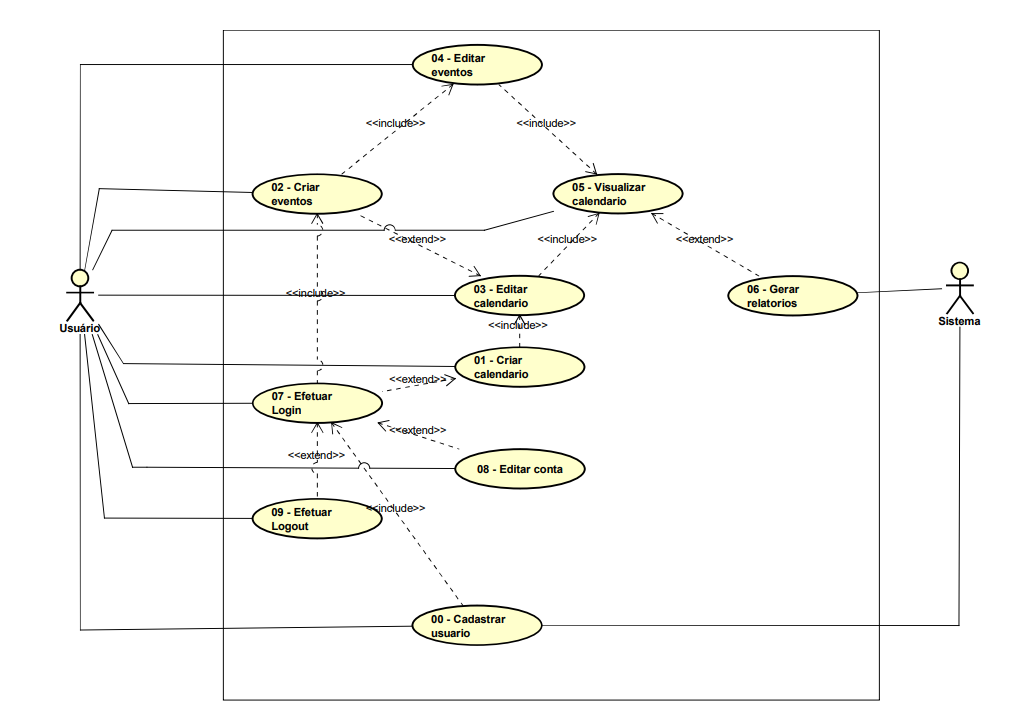 04 - Editar
eventos
<<include>>
<<include>>
02 - Criar
eventos
05 - Visualizar
calendario
<<extend>>
<<include>>
<<extend>>
<<include>>
03 - Editar
calendario
06 - Gerar
relatorios
Usuário
Sistema
<<include>>
01 - Criar
calendario
<<extend>>
07 - Efetuar
Login
<<extend>>
<<extend>>
08 - Editar conta
09 - Efetuar
Logout
<<include>>
00 - Cadastrar
usuario